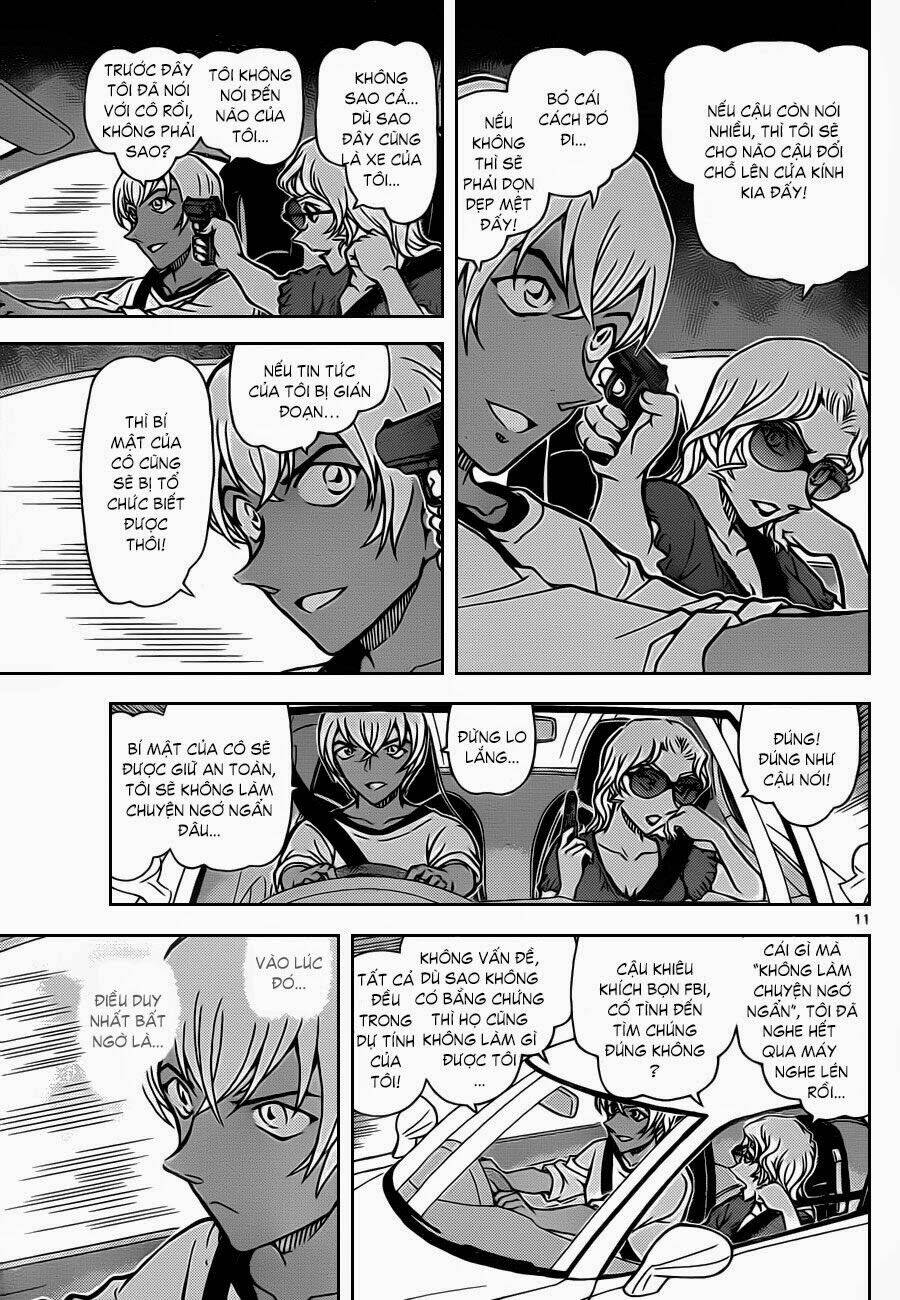 NẾU CẬU CÒN NÓI
NHIỀU, THÌ TÔI SẼ
CHO NÃO CẬU ĐỔI
CHỖ LÊN CỬA KÍNH
KIA ĐẤY!
BỎ CÁI
CÁCH ĐÓ
ĐI...
NẾU
KHÔNG
THÌ SẼ
PHẢI DỌN
DẸP MỆT
ĐẤY!
KHÔNG
SAO CẢ...
DÙ SAO
ĐÂY CŨNG
LÀ XE CỦA
TÔI...
TÔI KHÔNG
NÓI ĐẾN
NÃO CỦA
TÔI...
TRƯỚC ĐÂY
TÔI ĐÃ NÓI
VỚI CÔ RỒI,
KHÔNG PHẢI
SAO?
NẾU TIN TỨC
CỦA TÔI BỊ GIÁN
ĐOẠN...
THÌ BÍ
MẬT CỦA
CÔ CŨNG
SẼ BỊ TỔ
CHỨC BIẾT
ĐƯỢC
THÔI!
ĐÚNG!
ĐÚNG NHƯ
CẬU NÓI!
ĐỪNG LO
LẮNG...
BÍ MẬT CỦA CÔ SẼ
ĐƯỢC GIỮ AN TOÀN,
TÔI SẼ KHÔNG LÀM
CHUYỆN NGỚ NGẨN
ĐÂU...
11
CÁI GÌ MÀ
"KHÔNG LÀM
CHUYỆN NGỚ
NGẨN", TÔI ĐÃ
NGHE HẾT
QUA MÁY
NGHE LÉN
RỒI...
CẬU KHIÊU
KHÍCH BỌN FBI,
CỐ TÌNH ĐẾN
TÌM CHÚNG
ĐÚNG KHÔNG
?
KHÔNG VẤN ĐỀ,
DÙ SAO KHÔNG
CÓ BẰNG CHỨNG
THÌ HỌ CŨNG
KHÔNG LÀM GÌ
ĐƯỢC TÔI
...
TẤT CẢ
ĐỀU
TRONG
DỰ TÍNH
CỦA
TÔI!
VÀO LÚC
ĐÓ...
ĐIỀU DUY
NHẤT BẤT
NGỜ LÀ...